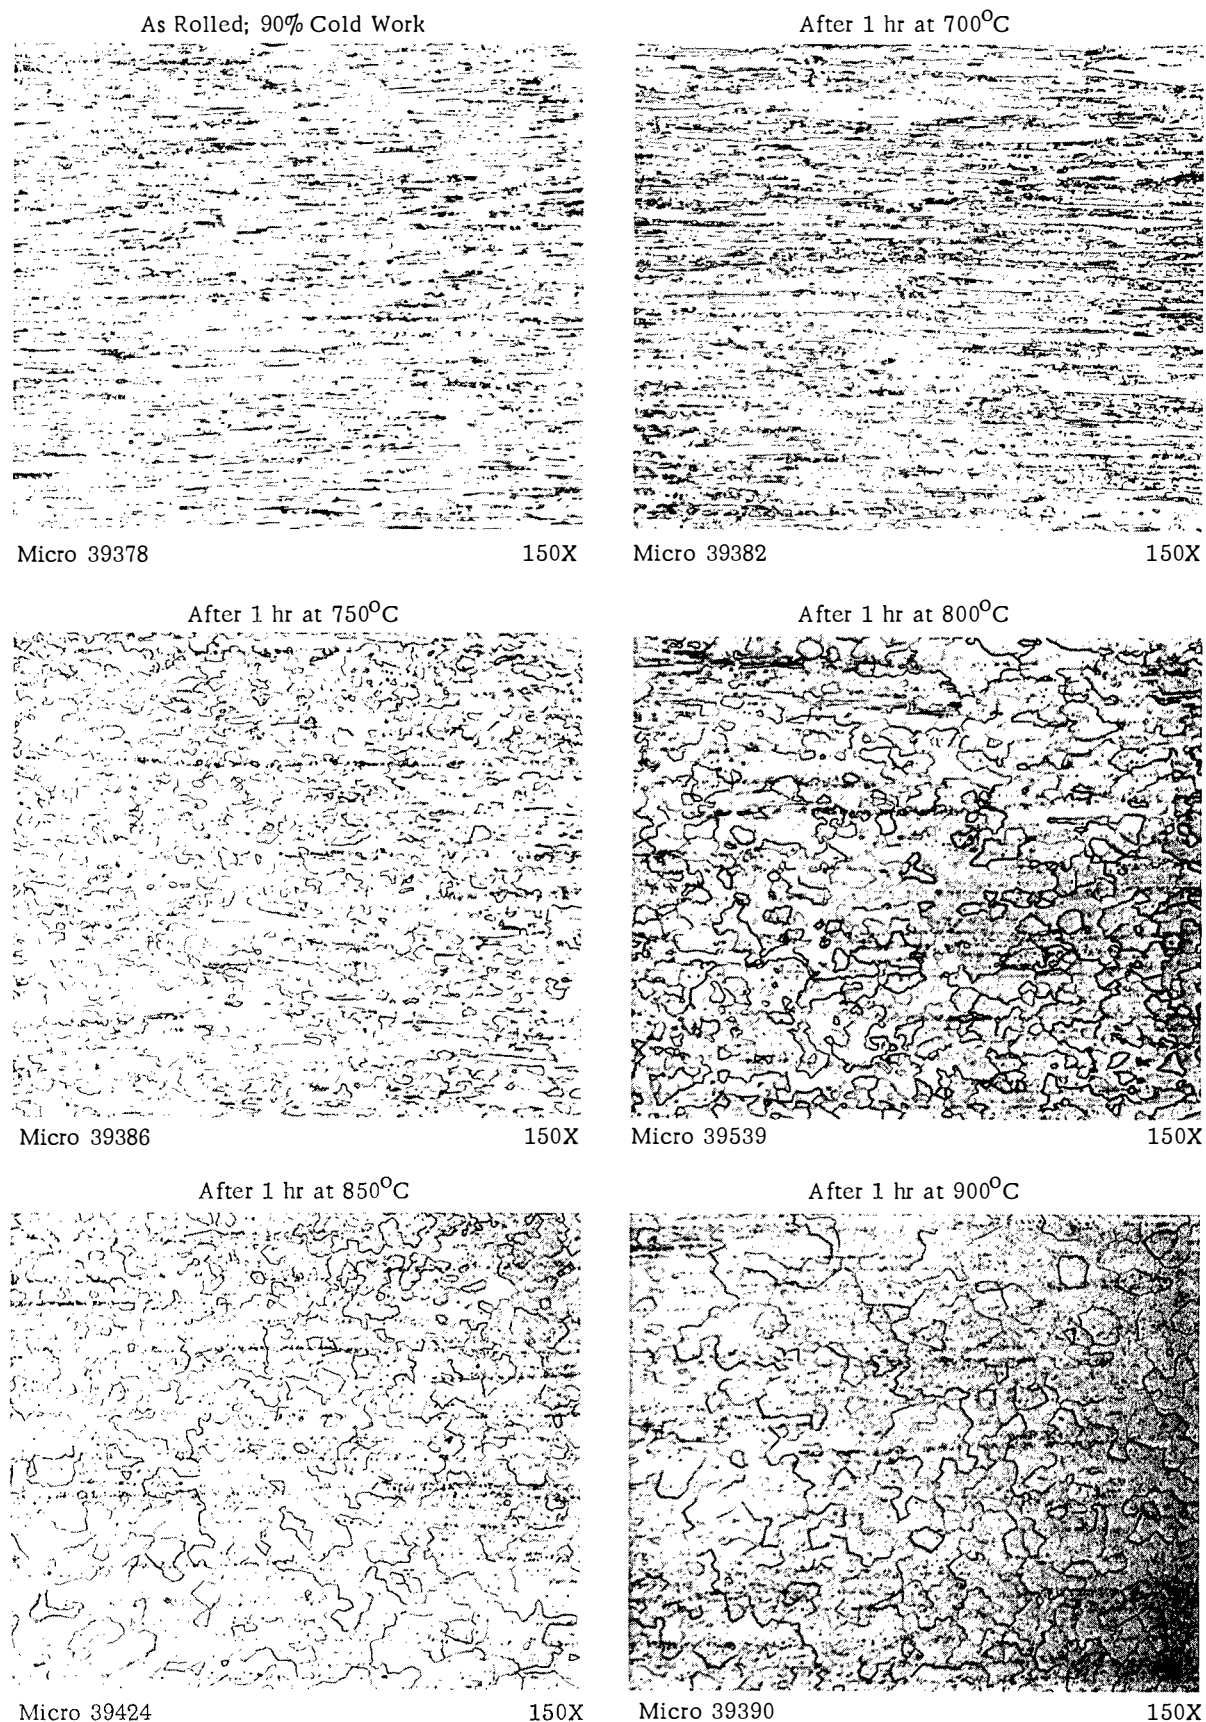 As Rolled; 90% Cold Work
After 1 hr at 700°C
Micro 39378 150X
Micro 39382 150X
After 1 hr at 750°C
After 1 hr at 800°C
Micro 39386 150X
Micro 39539 150X
After 1 hr at 850°C
After 1 hr at 900°C
Micro 39424 150X
Micro 39390 150X